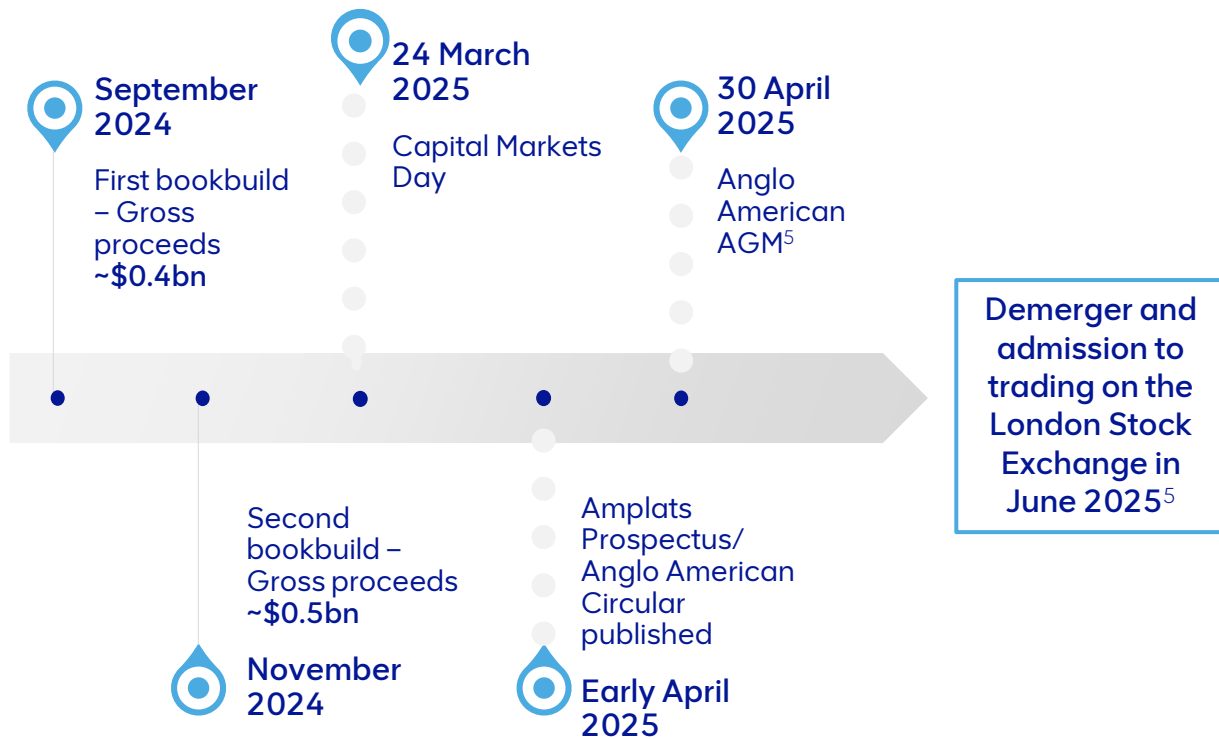 September
2024
First bookbuild
– Gross
proceeds
~$0.4bn
24 March
2025
Capital Markets
Day
30 April
2025
Anglo
American
AGM5
Second
bookbuild –
Gross proceeds
~$0.5bn
November
2024
Amplats
Prospectus/
Anglo American
Circular
published
Early April
2025
Demerger and
admission to
trading on the
London Stock
Exchange in
June 20255